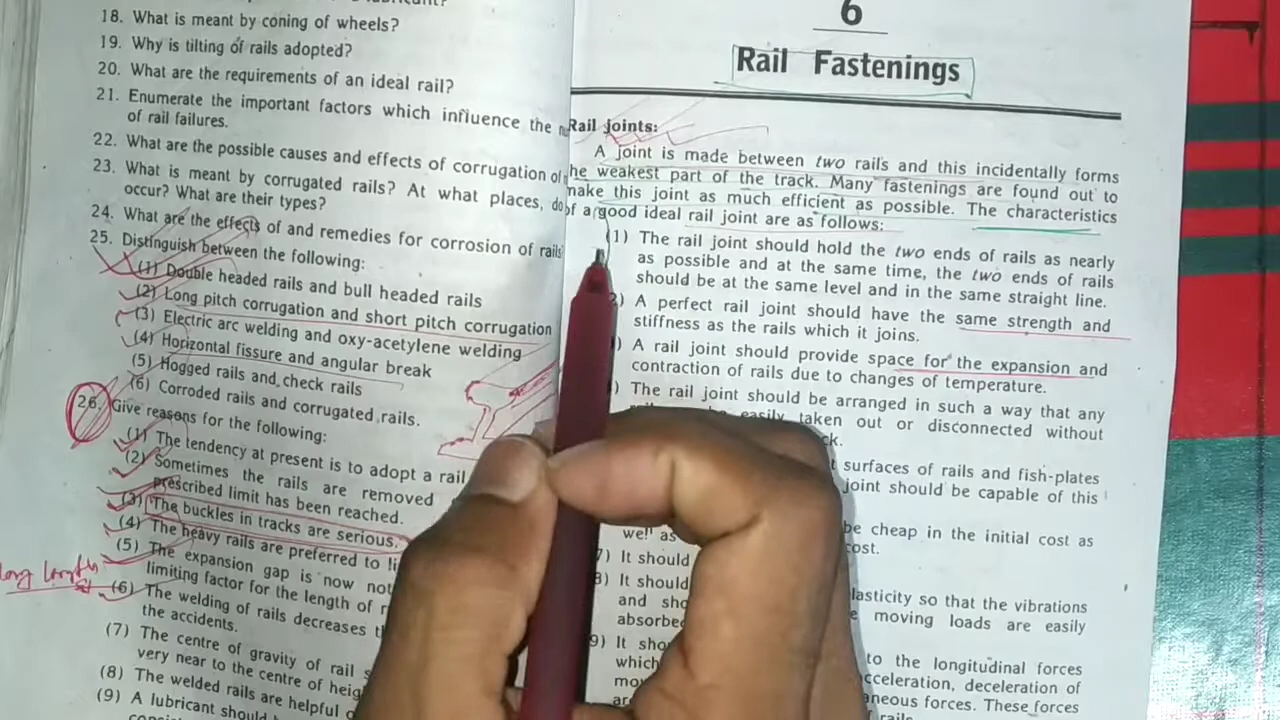 18. What is meant by coning of wheels?
19. Why is tilting of rails adopted?
20. What are the requirements of an ideal rail?
21. Enumerate the important factors which influence the
of rail failures.
22. What are the possible causes and effects of corrugation of
23. What is meant by corrugated rails? At what places, do
occur? What are their types?
24. What are the effects of and remedies for corrosion of rails
25. Distinguish between the following:
(1) Double headed rails and bull headed rails
(2) Long pitch corrugation and short pitch corrugation
(3) Electric arc welding and oxy-acetylene welding
(4) Horizontal fissure and angular break
(5) Hogged rails and check rails
(6) Corroded rails and corrugated rails.
26. Give reasons for the following:
(1) The tendency at present is to adopt a rail
(2) Sometimes the rails are removed
prescribed limit has been reached.
(3) The buckles in tracks are serious.
(4) The heavy rails are preferred to
(5) The expansion gap is now not
limiting factor for the length of
long lengths
(6) The welding of rails decreases
the accidents.
(7) The centre of gravity of rail
very near to the centre of
(8) The welded rails are helpful
(9) A lubricant should
6
Rail Fastenings
Rail joints:
A joint is made between two rails and this incidentally forms
he weakest part of the track. Many fastenings are found out to
make this joint as much efficient as possible. The characteristics
of a good ideal rail joint are as follows:
(1) The rail joint should hold the two ends of rails as nearly
as possible and at the same time, the two ends of rails
should be at the same level and in the same straight line.
2) A perfect rail joint should have the same strength and
stiffness as the rails which it joins.
) A rail joint should provide space for the expansion and
contraction of rails due to changes of temperature.
) The rail joint should be arranged in such a way that any
easily taken out or disconnected without
surfaces of rails and fish-plates
joint should be capable of this
be cheap in the initial cost as
well as cost.
7) It should
8) It should lasticity so that the vibrations
and moving loads are easily
absorbed
9) It to the longitudinal forces
which acceleration, deceleration of
These forces
rails